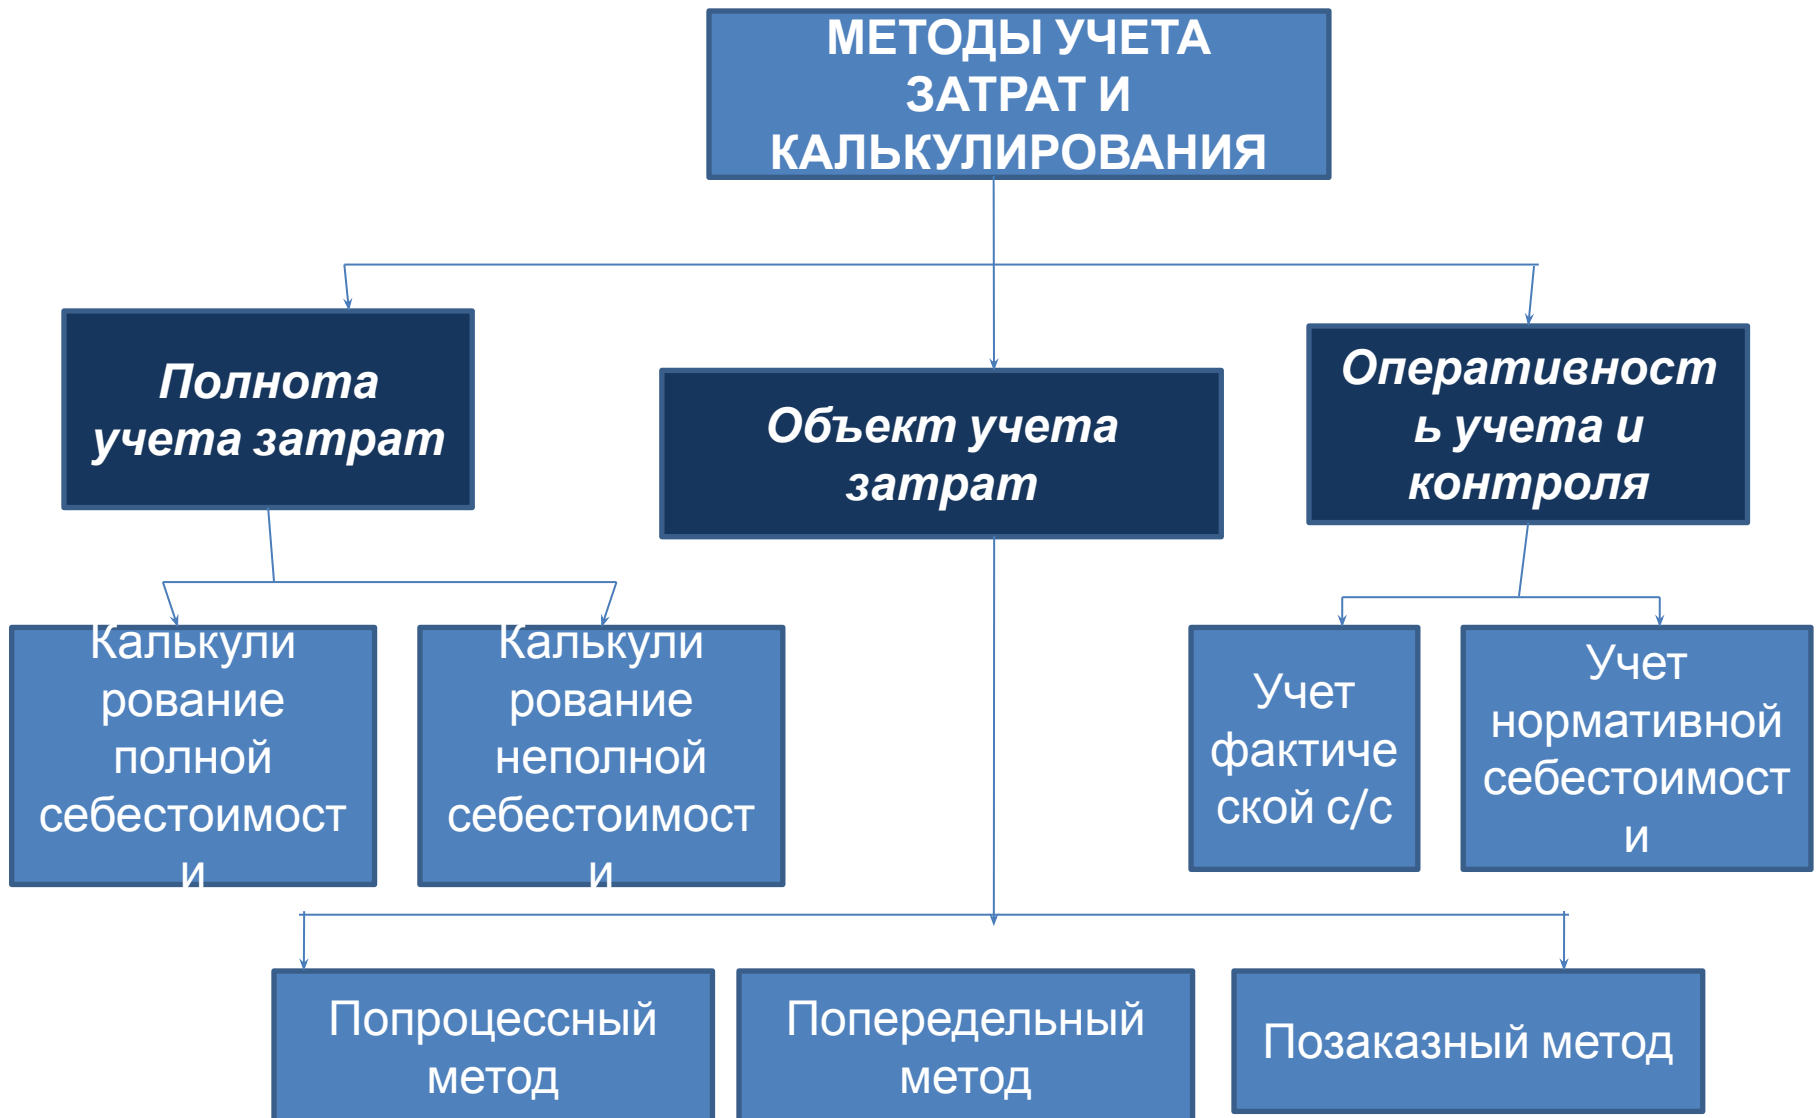 МЕТОДЫ УЧЕТА
ЗАТРАТ И
КАЛЬКУЛИРОВАНИЯ
Полнота
учета затрат
Объект учета
затрат
Оперативност
ь учета и
контроля
Калькули
рование
полной
себестоимост
и
Калькули
рование
неполной
себестоимост
и
Учет
фактиче
ской с/с
Учет
нормативной
себестоимост
и
Попроцессный
метод
Попередельный
метод
Позаказный метод